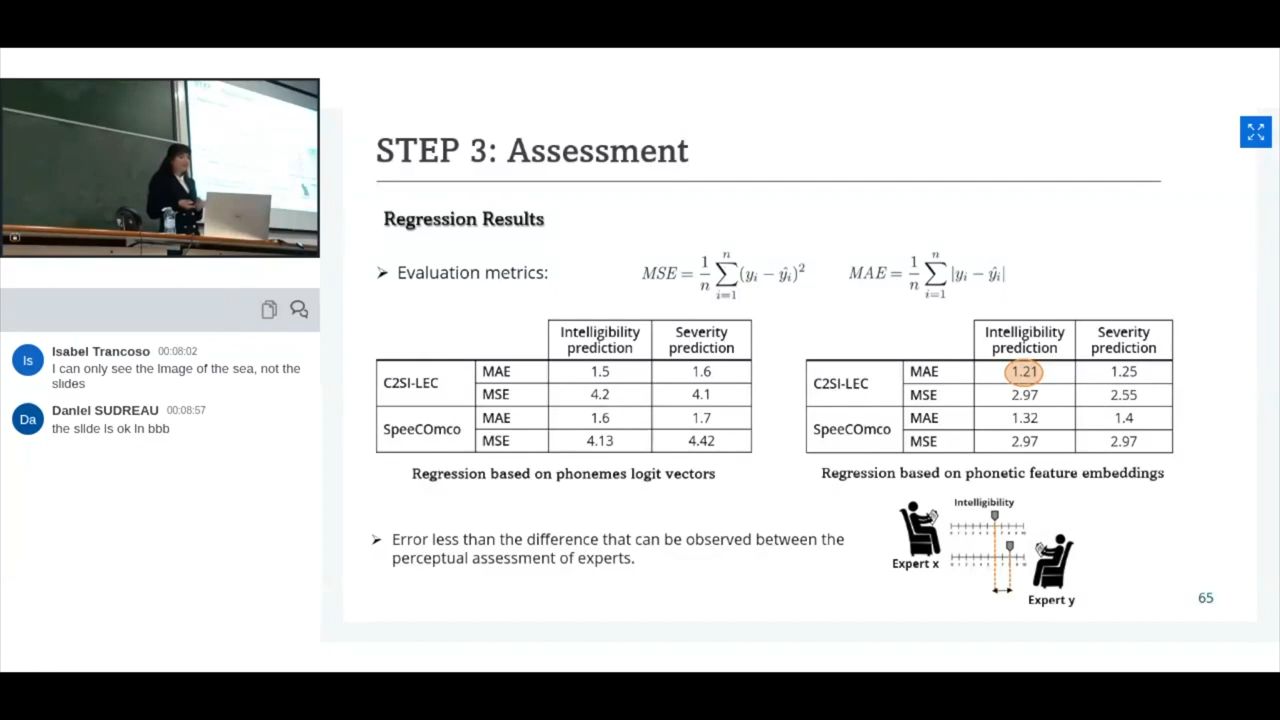 STEP 3: Assessment
Regression Results
➤ Evaluation metrics:
MSE = 1/n ∑ i=1 n (yi − ŷi)²
MAE = 1/n ∑ i=1 n |yi − ŷi|
Intelligibility prediction Severity prediction
C2SI-LEC MAE 1.5 1.6
MSE 4.2 4.1
SpeeCOmco MAE 1.6 1.7
MSE 4.13 4.42
Regression based on phonemes logit vectors
Intelligibility prediction Severity prediction
C2SI-LEC MAE 1.21 1.25
MSE 2.97 2.55
SpeeCOmco MAE 1.32 1.4
MSE 2.97 2.97
Regression based on phonetic feature embeddings
➤ Error less than the difference that can be observed between the
perceptual assessment of experts.
Intelligibility
Expert x
Expert y
65
Is
Isabel Trancoso 00:08:02
I can only see the Image of the sea, not the
slides
Da
Daniel SUDREAU 00:08:57
the slide is ok in bbb